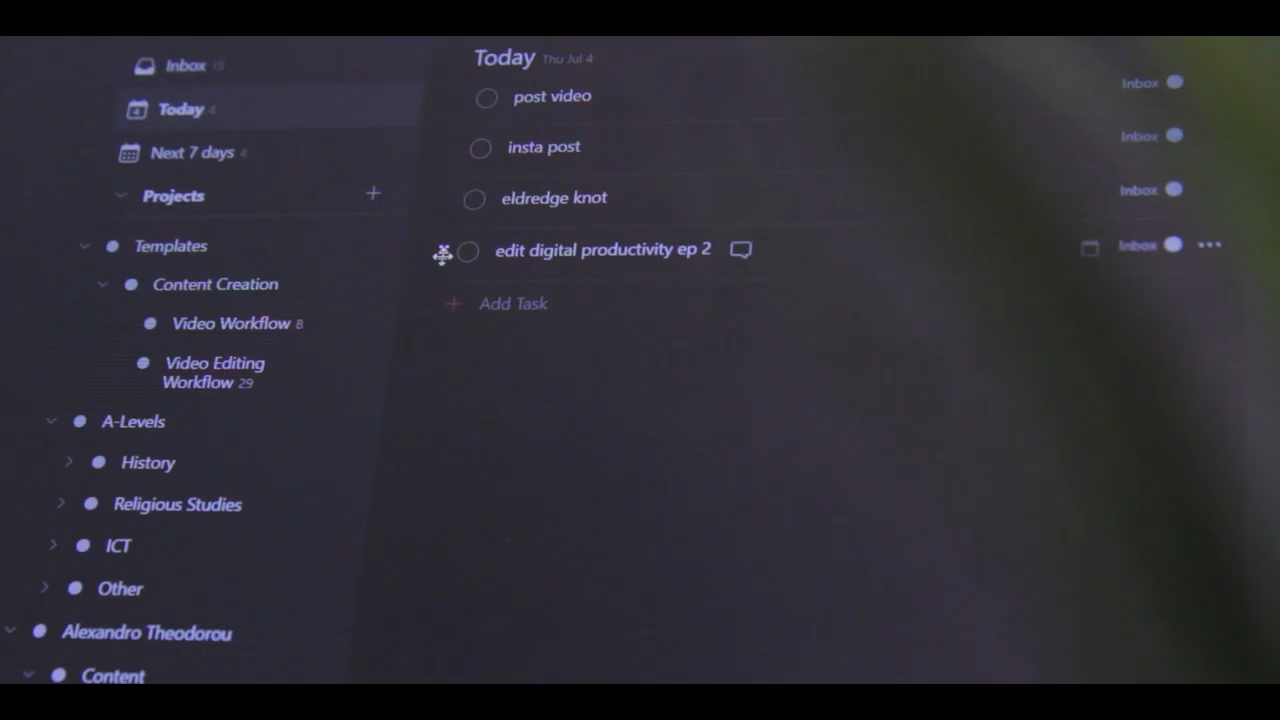 Inbox 15
Today 4
Next 7 days 4
Projects
Templates
Content Creation
Video Workflow 8
Video Editing
Workflow 29
A-Levels
History
Religious Studies
ICT
Other
Alexandro Theodorou
Content
Today Thu Jul 4
post video Inbox
insta post Inbox
eldredge knot Inbox
edit digital productivity ep 2 Inbox
Add Task